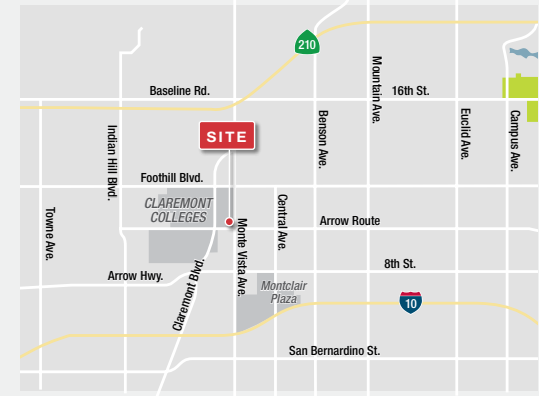 210
Baseline Rd.
16th St.
Mountain Ave.
SITE
Indian Hill Blvd.
Benson Ave.
Euclid Ave.
Campus Ave.
Foothill Blvd.
CLAREMONT
COLLEGES
Towne Ave.
Monte Vista Ave.
Central Ave.
Arrow Route
Claremont Blvd.
8th St.
Arrow Hwy.
Montclair
Plaza
10
San Bernardino St.